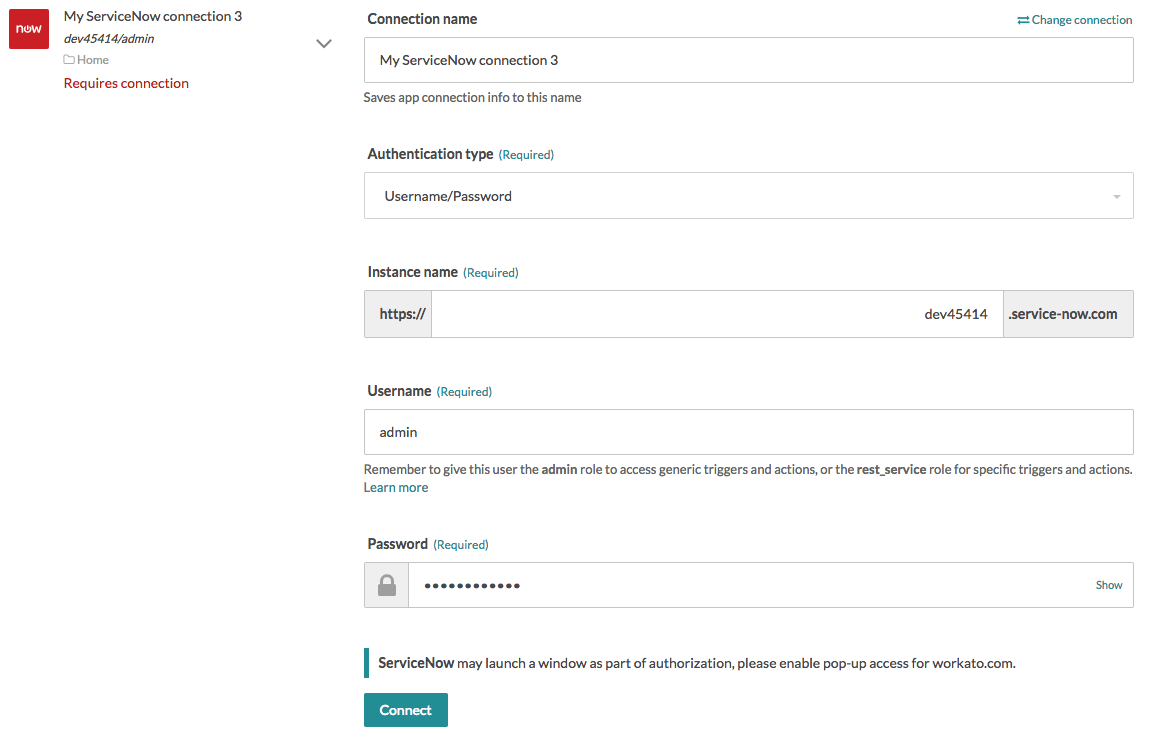 now
My ServiceNow connection 3
dev45414/admin
Home
Requires connection
Connection name
Change connection
My ServiceNow connection 3
Saves app connection info to this name
Authentication type (Required)
Username/Password
Instance name (Required)
https:// dev45414 .service-now.com
Username (Required)
admin
Remember to give this user the admin role to access generic triggers and actions, or the rest_service role for specific triggers and actions.
Learn more
Password (Required)
•••••••••••• Show
ServiceNow may launch a window as part of authorization, please enable pop-up access for workato.com.
Connect